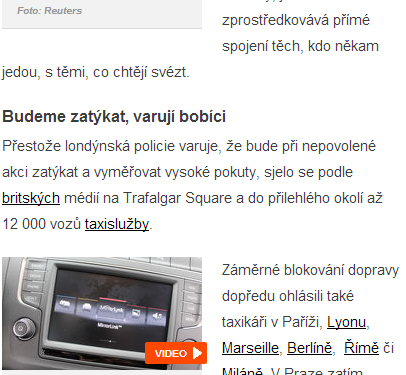 Foto: Reuters
zprostředkovává přímé
spojení těch, kdo někam
jedou, s těmi, co chtějí svézt.
Budeme zatýkat, varují bobíci
Přestože londýnská policie varuje, že bude při nepovolené
akci zatýkat a vyměřovat vysoké pokuty, sjelo se podle
britských médií na Trafalgar Square a do přilehlého okolí až
12 000 vozů taxislužby.
Záměrné blokování dopravy
dopředu ohlásili také
taxikáři v Paříži, Lyonu,
Marseille, Berlíně, Římě či
MirrorLink™
VIDEO
Miláně. V Praze zatím